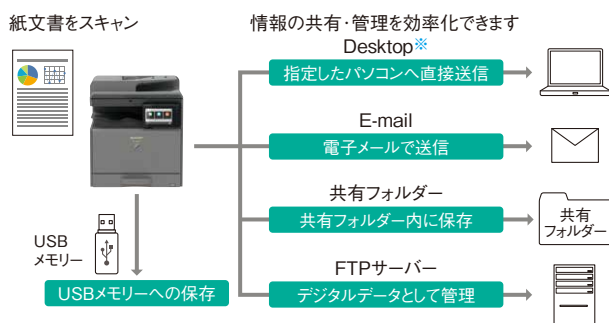 紙文書をスキャン
情報の共有・管理を効率化できます
Desktop※
指定したパソコンへ直接送信
E-mail
電子メールで送信
共有フォルダー
共有フォルダー内に保存
共有
フォルダー
USB
メモリー
USBメモリーへの保存
FTPサーバー
デジタルデータとして管理